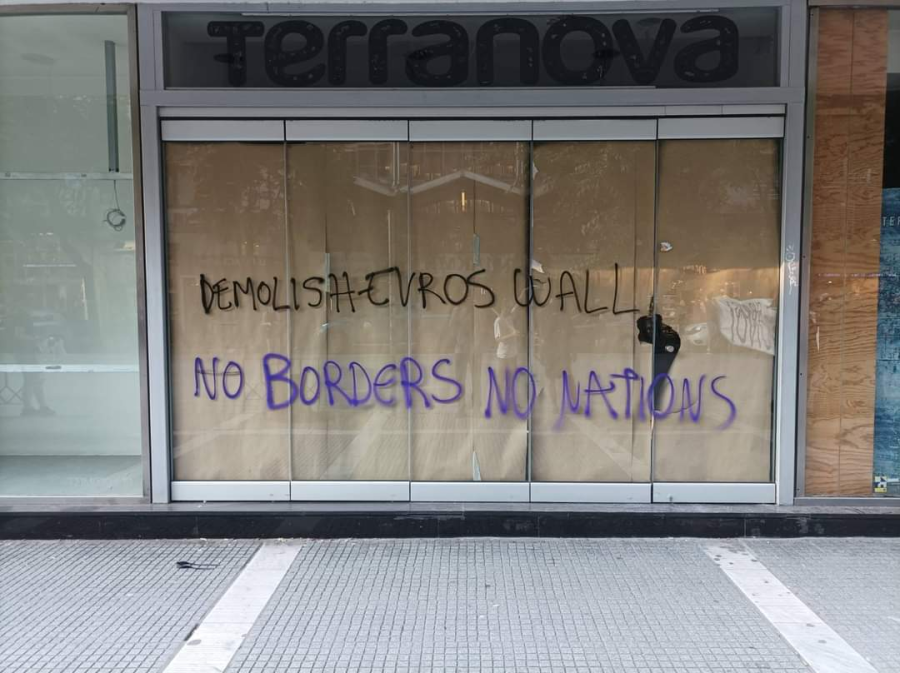 Terranova
DEMOLISH EVROS WALL
NO BORDERS NO NATIONS